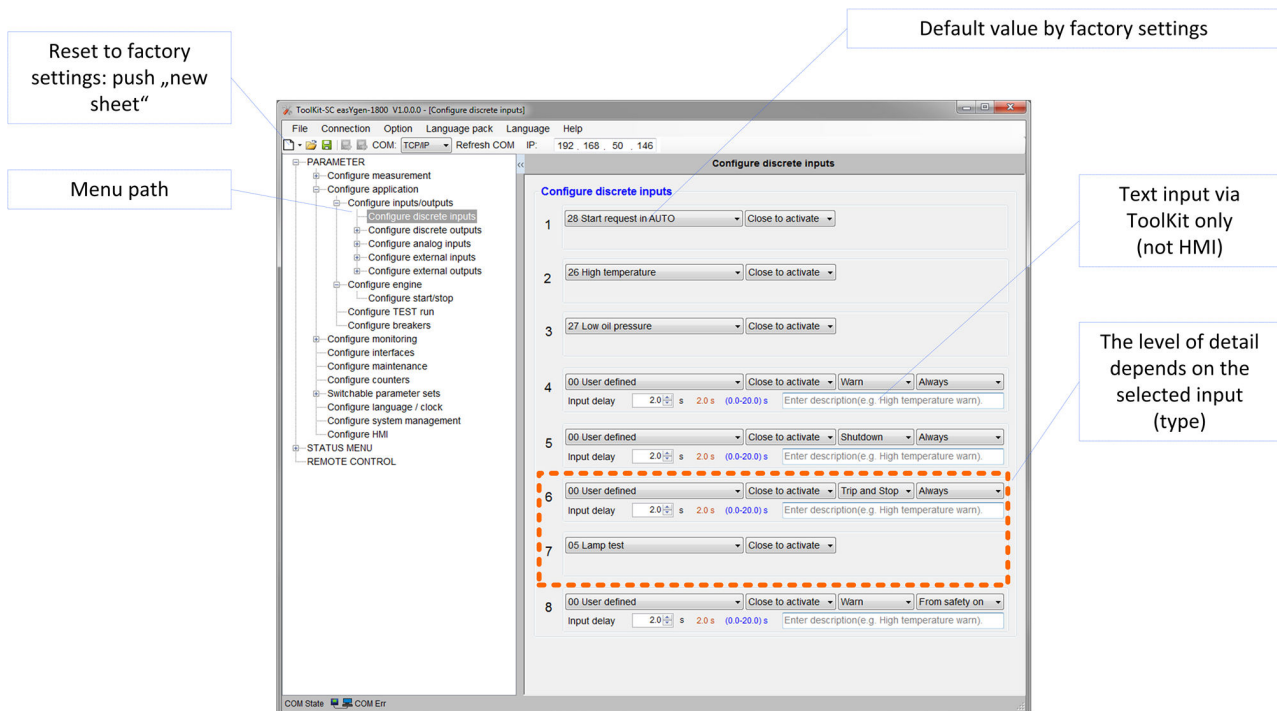 Default value by factory settings
Reset to factory
settings: push „new
sheet“
ToolKit-SC easYgen-1800 V1.0.0.0 - [Configure discrete inputs]
File Connection Option Language pack Language Help
COM: TCP/IP Refresh COM IP: 192 . 168 . 50 . 146
PARAMETER
Configure measurement
Configure application
Configure inputs/outputs
Configure discrete inputs
Configure discrete outputs
Configure analog inputs
Configure external inputs
Configure external outputs
Configure engine
Configure start/stop
Configure TEST run
Configure breakers
Configure monitoring
Configure interfaces
Configure maintenance
Configure counters
Switchable parameter sets
Configure language / clock
Configure system management
Configure HMI
STATUS MENU
REMOTE CONTROL
Menu path
Configure discrete inputs
Configure discrete inputs
1 28 Start request in AUTO Close to activate
2 26 High temperature Close to activate
3 27 Low oil pressure Close to activate
4 00 User defined Close to activate Warn Always
Input delay 2.0 s 2.0 s (0.0-20.0) s Enter description(e.g. High temperature warn).
5 00 User defined Close to activate Shutdown Always
Input delay 2.0 s 2.0 s (0.0-20.0) s Enter description(e.g. High temperature warn).
6 00 User defined Close to activate Trip and Stop Always
Input delay 2.0 s 2.0 s (0.0-20.0) s Enter description(e.g. High temperature warn).
7 05 Lamp test Close to activate
8 00 User defined Close to activate Warn From safety on
Input delay 2.0 s 2.0 s (0.0-20.0) s Enter description(e.g. High temperature warn).
Text input via
ToolKit only
(not HMI)
The level of detail
depends on the
selected input
(type)
COM State COM Err